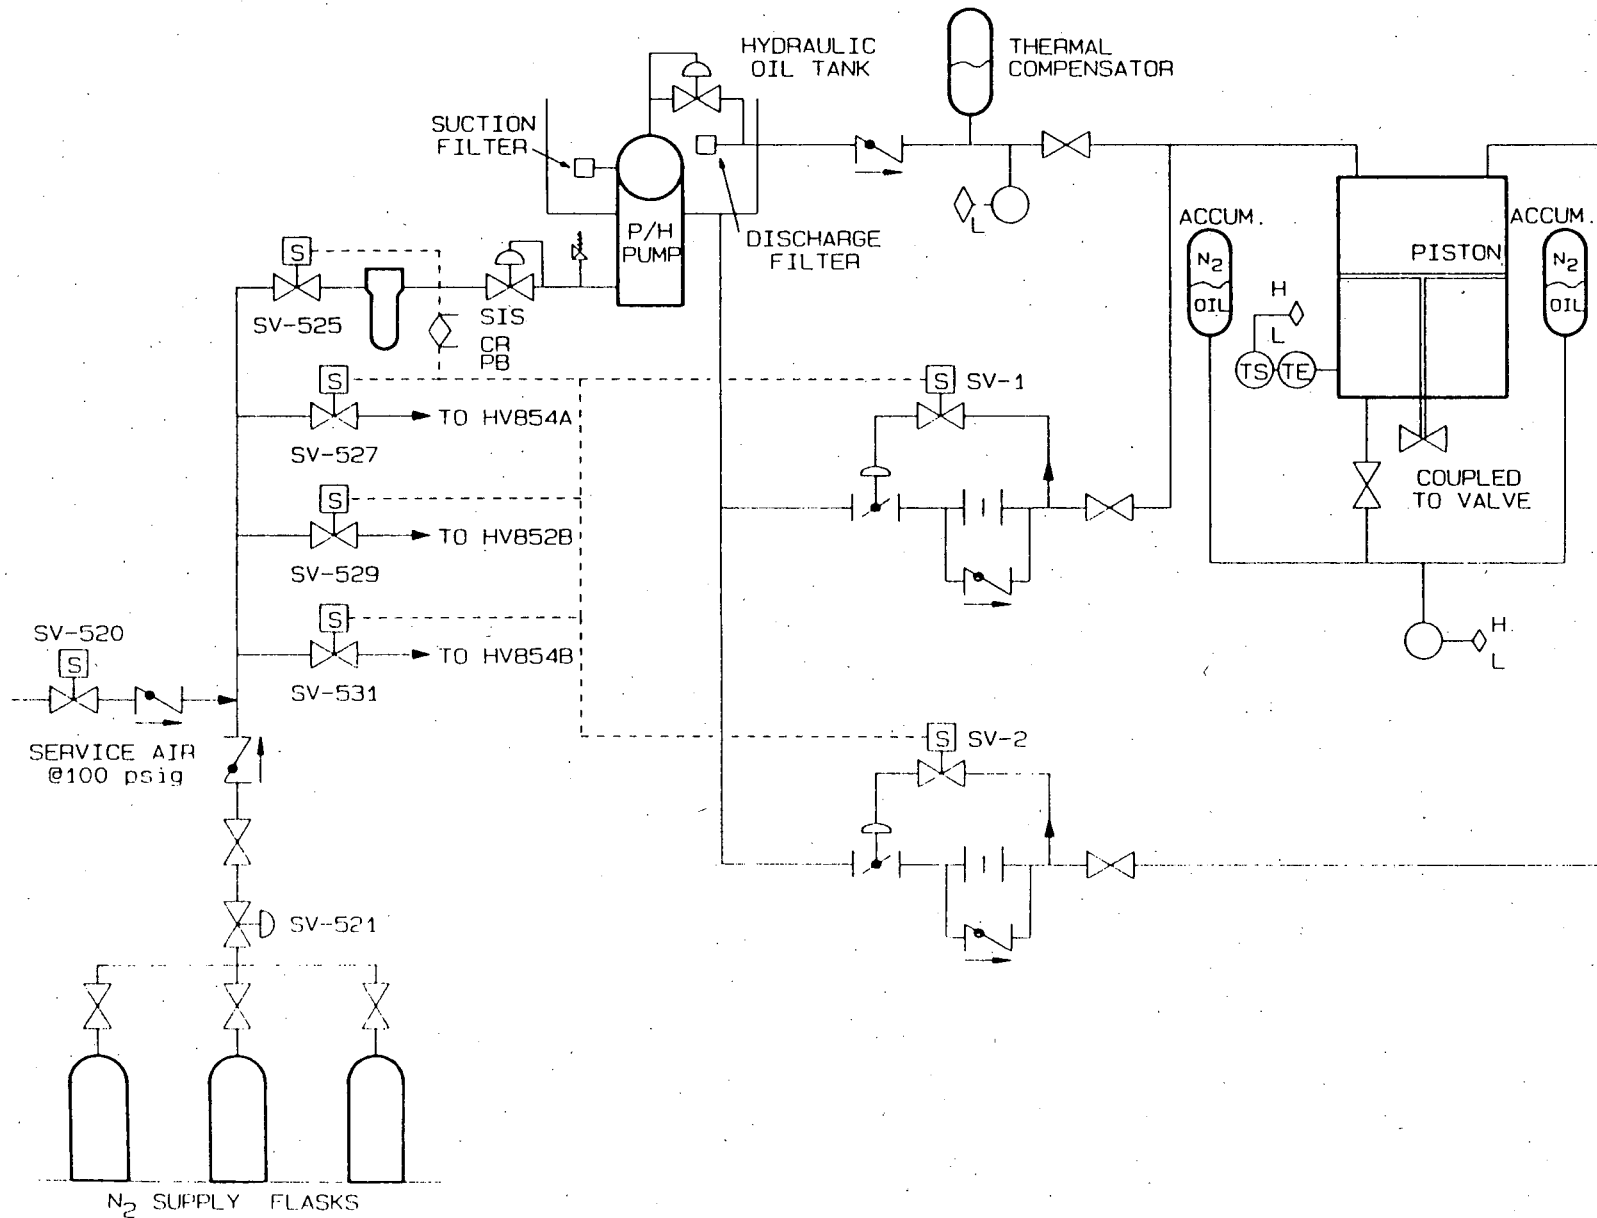 HYDRAULIC
OIL TANK
THERMAL
COMPENSATOR
SUCTION
FILTER
P/H
PUMP
DISCHARGE
FILTER
L
ACCUM.
ACCUM.
PISTON
N2
OIL
N2
OIL
H
L
TS
TE
COUPLED
TO VALVE
H
L
S
SV-525
SIS
CR
PB
S
TO HV854A
SV-527
S
SV-1
S
TO HV852B
SV-529
S
TO HV854B
SV-531
SV-520
S
SERVICE AIR
@100 psig
S
SV-2
SV-521
N2 SUPPLY FLASKS